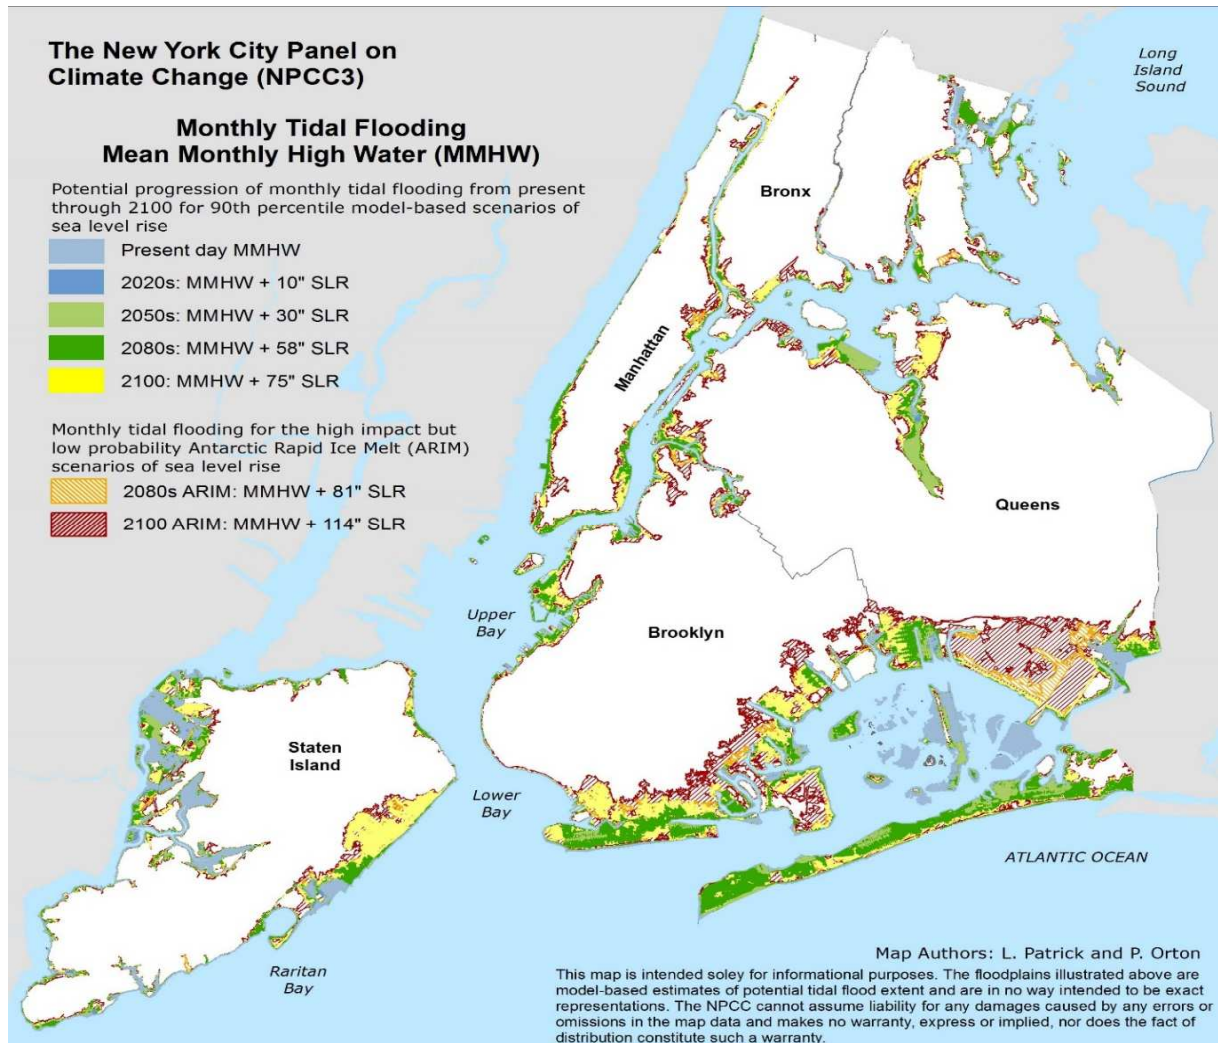 The New York City Panel on
Climate Change (NPCC3)
Monthly Tidal Flooding
Mean Monthly High Water (MMHW)
Potential progression of monthly tidal flooding from present
through 2100 for 90th percentile model-based scenarios of
sea level rise
Present day MMHW
2020s: MMHW + 10" SLR
2050s: MMHW + 30" SLR
2080s: MMHW + 58" SLR
2100: MMHW + 75" SLR
Monthly tidal flooding for the high impact but
low probability Antarctic Rapid Ice Melt (ARIM)
scenarios of sea level rise
2080s ARIM: MMHW + 81" SLR
2100 ARIM: MMHW + 114" SLR
Long
Island
Sound
Bronx
Manhattan
Queens
Upper
Bay
Brooklyn
Staten
Island
Lower
Bay
ATLANTIC OCEAN
Raritan
Bay
Map Authors: L. Patrick and P. Orton
This map is intended soley for informational purposes. The floodplains illustrated above are
model-based estimates of potential tidal flood extent and are in no way intended to be exact
representations. The NPCC cannot assume liability for any damages caused by any errors or
omissions in the map data and makes no warranty, express or implied, nor does the fact of
distribution constitute such a warranty.